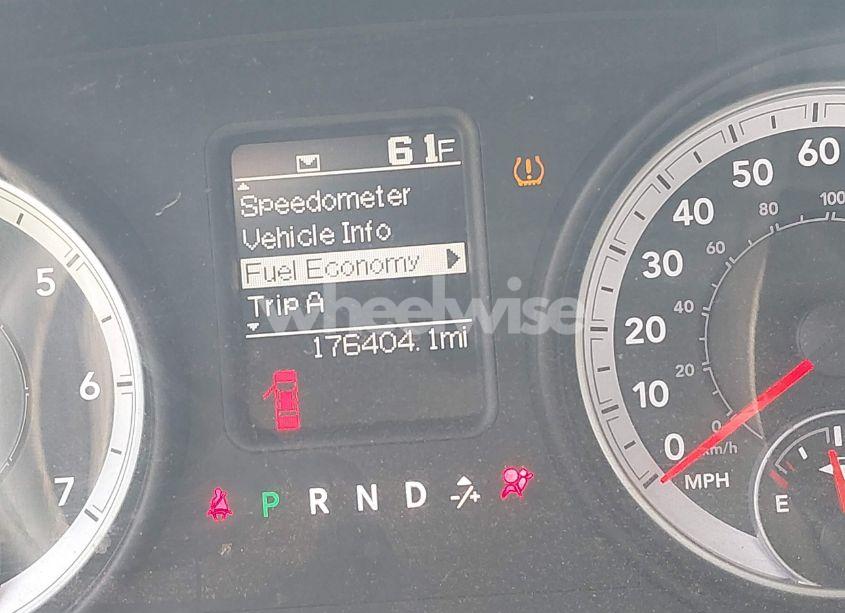 61F
Speedometer
Vehicle Info
Fuel Economy
Trip A
176404.1mi
P R N D -/+
5
6
7
60
50
40
30
20
10
0
MPH
100
80
60
40
20
0
km/h
E
wheelwise